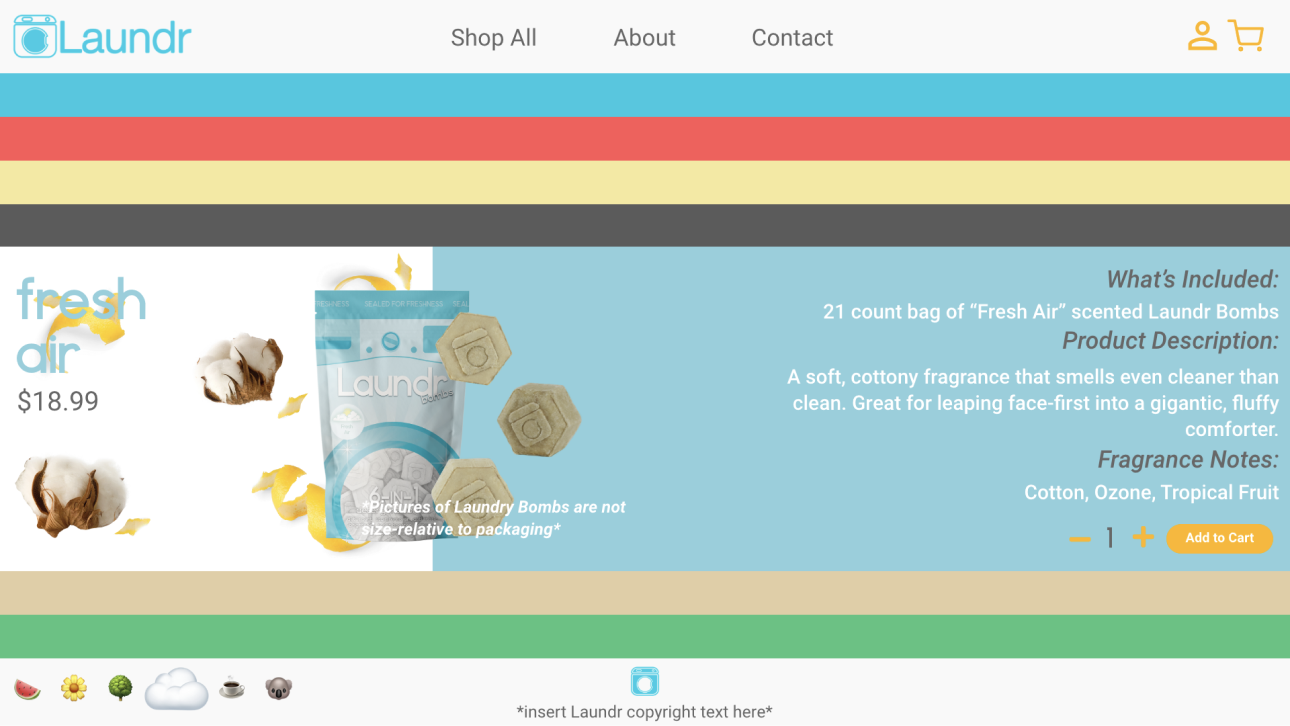 Laundr
Shop All
About
Contact
fresh
air
$18.99
SEALED FOR FRESHNESS
Laundr
Bombs
6-IN-1
*Pictures of Laundry Bombs are not
size-relative to packaging*
What’s Included:
21 count bag of “Fresh Air” scented Laundr Bombs
Product Description:
A soft, cottony fragrance that smells even cleaner than
clean. Great for leaping face-first into a gigantic, fluffy
comforter.
Fragrance Notes:
Cotton, Ozone, Tropical Fruit
1
Add to Cart
*insert Laundr copyright text here*